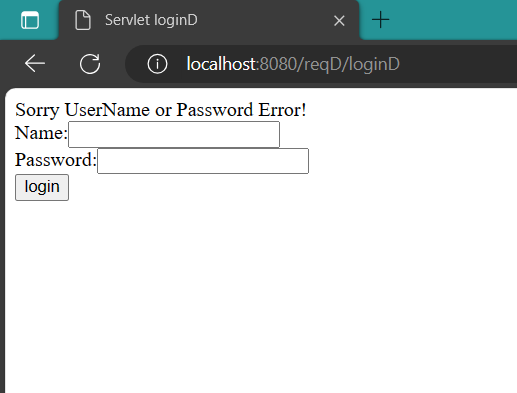 Servlet loginD
localhost:8080/reqD/loginD
Sorry UserName or Password Error!
Name:
Password:
login